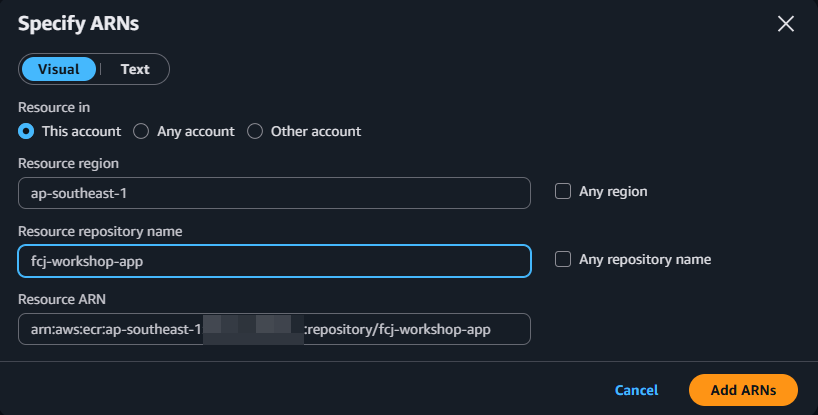 Specify ARNs
Visual | Text
Resource in
This account Any account Other account
Resource region
ap-southeast-1 Any region
Resource repository name
fcj-workshop-app Any repository name
Resource ARN
arn:aws:ecr:ap-southeast-1 :repository/fcj-workshop-app
Cancel Add ARNs